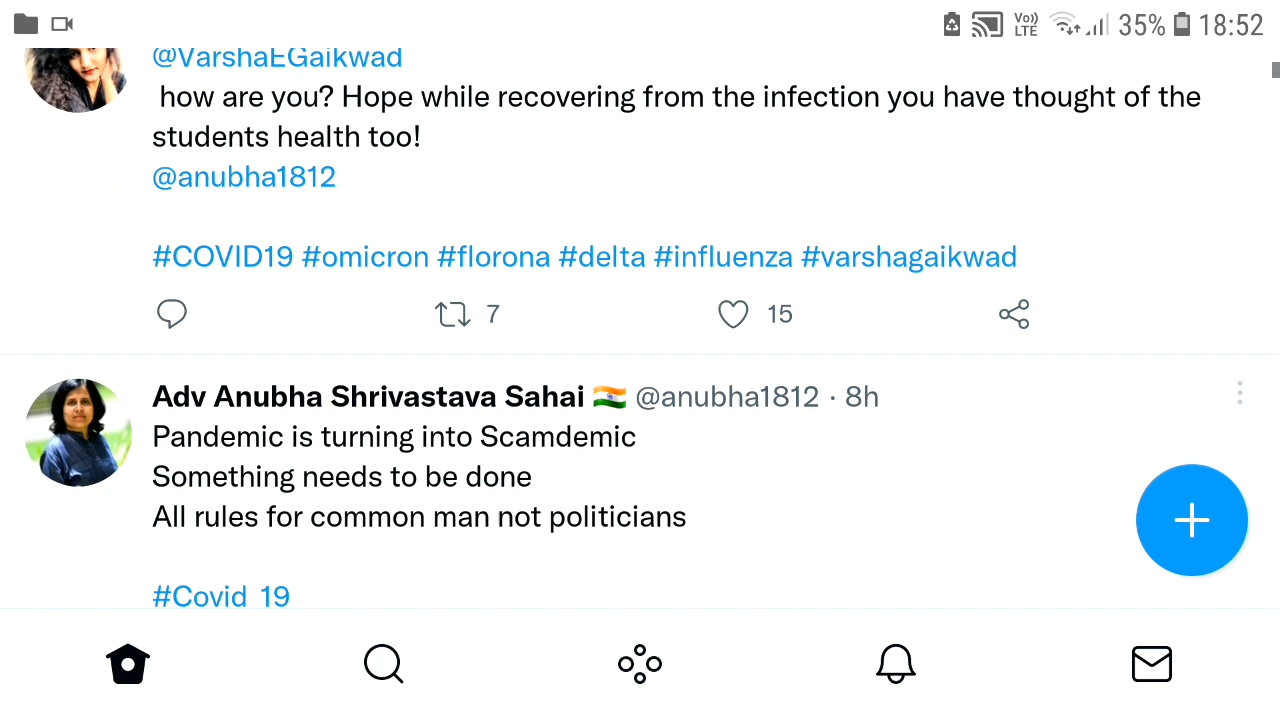 Vo))
LTE
35%
18:52
@VarshaEGaikwad
how are you? Hope while recovering from the infection you have thought of the
students health too!
@anubha1812
#COVID19 #omicron #florona #delta #influenza #varshagaikwad
7
15
Adv Anubha Shrivastava Sahai 🇮🇳 @anubha1812 · 8h
Pandemic is turning into Scamdemic
Something needs to be done
All rules for common man not politicians
#Covid_19